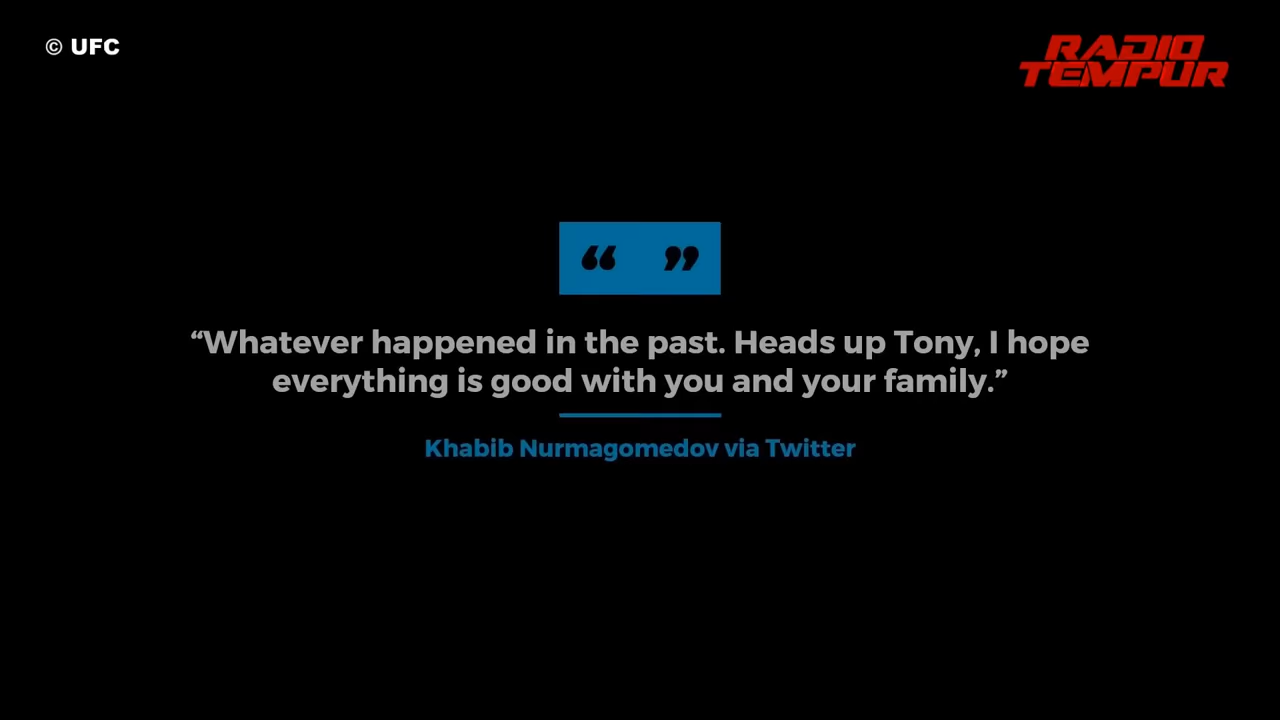 © UFC
RADIO
TEMPUR
“ ”
“Whatever happened in the past. Heads up Tony, I hope
everything is good with you and your family.”
Khabib Nurmagomedov via Twitter